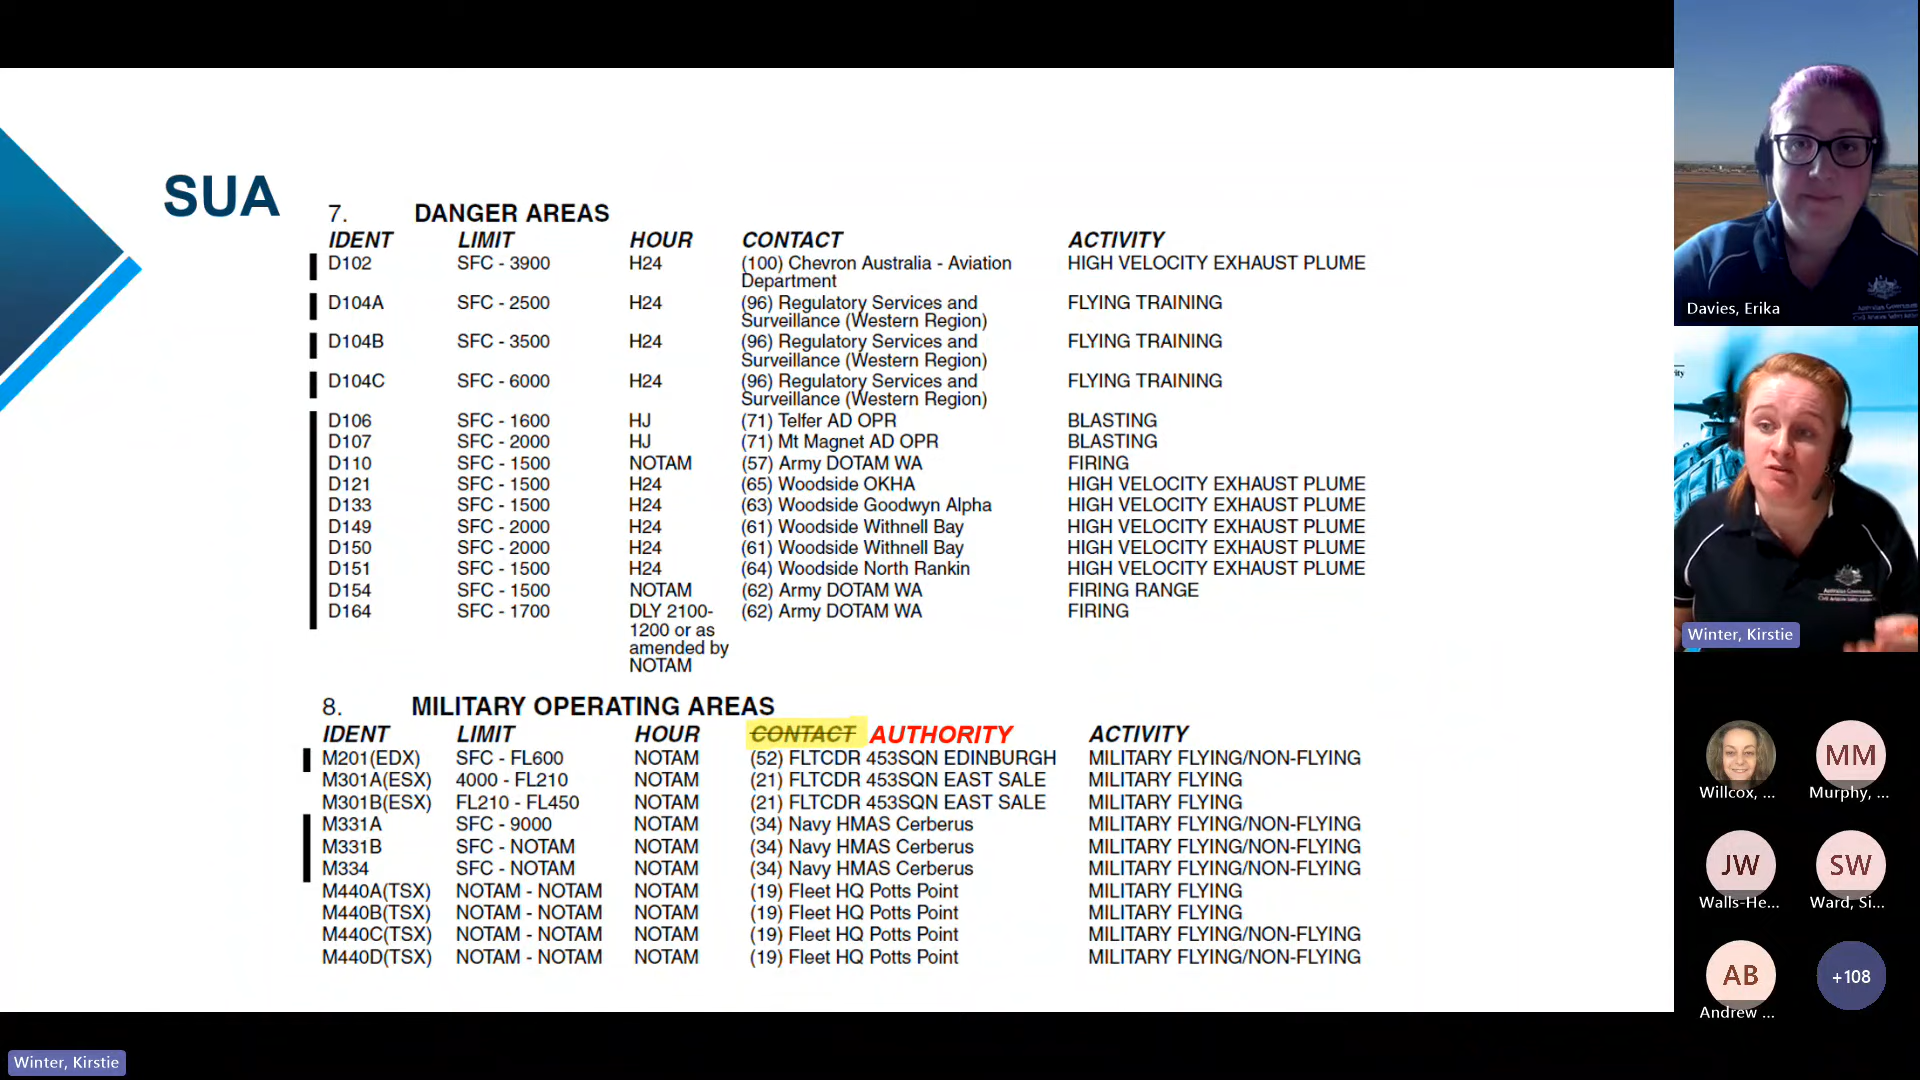 SUA
7. DANGER AREAS
IDENT LIMIT HOUR CONTACT ACTIVITY
D102 SFC - 3900 H24 (100) Chevron Australia - Aviation HIGH VELOCITY EXHAUST PLUME
Department
D104A SFC - 2500 H24 (96) Regulatory Services and FLYING TRAINING
Surveillance (Western Region)
D104B SFC - 3500 H24 (96) Regulatory Services and FLYING TRAINING
Surveillance (Western Region)
D104C SFC - 6000 H24 (96) Regulatory Services and FLYING TRAINING
Surveillance (Western Region)
D106 SFC - 1600 HJ (71) Telfer AD OPR BLASTING
D107 SFC - 2000 HJ (71) Mt Magnet AD OPR BLASTING
D110 SFC - 1500 NOTAM (57) Army DOTAM WA FIRING
D121 SFC - 1500 H24 (65) Woodside OKHA HIGH VELOCITY EXHAUST PLUME
D133 SFC - 1500 H24 (63) Woodside Goodwyn Alpha HIGH VELOCITY EXHAUST PLUME
D149 SFC - 2000 H24 (61) Woodside Withnell Bay HIGH VELOCITY EXHAUST PLUME
D150 SFC - 2000 H24 (61) Woodside Withnell Bay HIGH VELOCITY EXHAUST PLUME
D151 SFC - 1500 H24 (64) Woodside North Rankin HIGH VELOCITY EXHAUST PLUME
D154 SFC - 1500 NOTAM (62) Army DOTAM WA FIRING RANGE
D164 SFC - 1700 DLY 2100- (62) Army DOTAM WA FIRING
1200 or as
amended by
NOTAM
8. MILITARY OPERATING AREAS
IDENT LIMIT HOUR CONTACT AUTHORITY ACTIVITY
M201(EDX) SFC - FL600 NOTAM (52) FLTCDR 453SQN EDINBURGH MILITARY FLYING/NON-FLYING
M301A(ESX) 4000 - FL210 NOTAM (21) FLTCDR 453SQN EAST SALE MILITARY FLYING
M301B(ESX) FL210 - FL450 NOTAM (21) FLTCDR 453SQN EAST SALE MILITARY FLYING
M331A SFC - 9000 NOTAM (34) Navy HMAS Cerberus MILITARY FLYING/NON-FLYING
M331B SFC - NOTAM NOTAM (34) Navy HMAS Cerberus MILITARY FLYING/NON-FLYING
M334 SFC - NOTAM NOTAM (34) Navy HMAS Cerberus MILITARY FLYING/NON-FLYING
M440A(TSX) NOTAM - NOTAM NOTAM (19) Fleet HQ Potts Point MILITARY FLYING
M440B(TSX) NOTAM - NOTAM NOTAM (19) Fleet HQ Potts Point MILITARY FLYING
M440C(TSX) NOTAM - NOTAM NOTAM (19) Fleet HQ Potts Point MILITARY FLYING/NON-FLYING
M440D(TSX) NOTAM - NOTAM NOTAM (19) Fleet HQ Potts Point MILITARY FLYING/NON-FLYING
Davies, Erika
Winter, Kirstie
Willcox, ...
MM
Murphy, ...
JW
Walls-He...
SW
Ward, Si...
AB
Andrew ...
+108
Winter, Kirstie